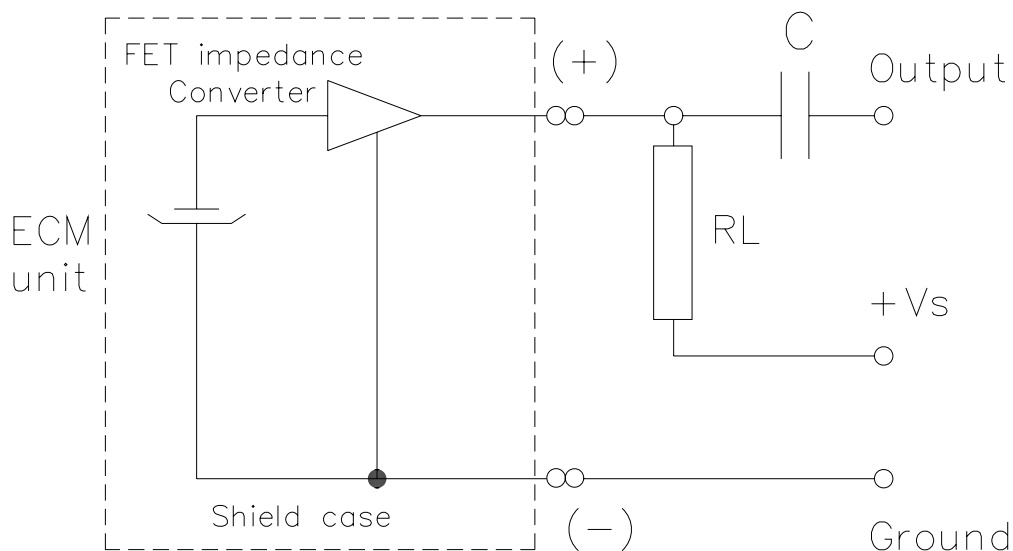 FET impedance
Converter
(+)
C
Output
ECM
unit
RL
+Vs
Shield case
(-)
Ground